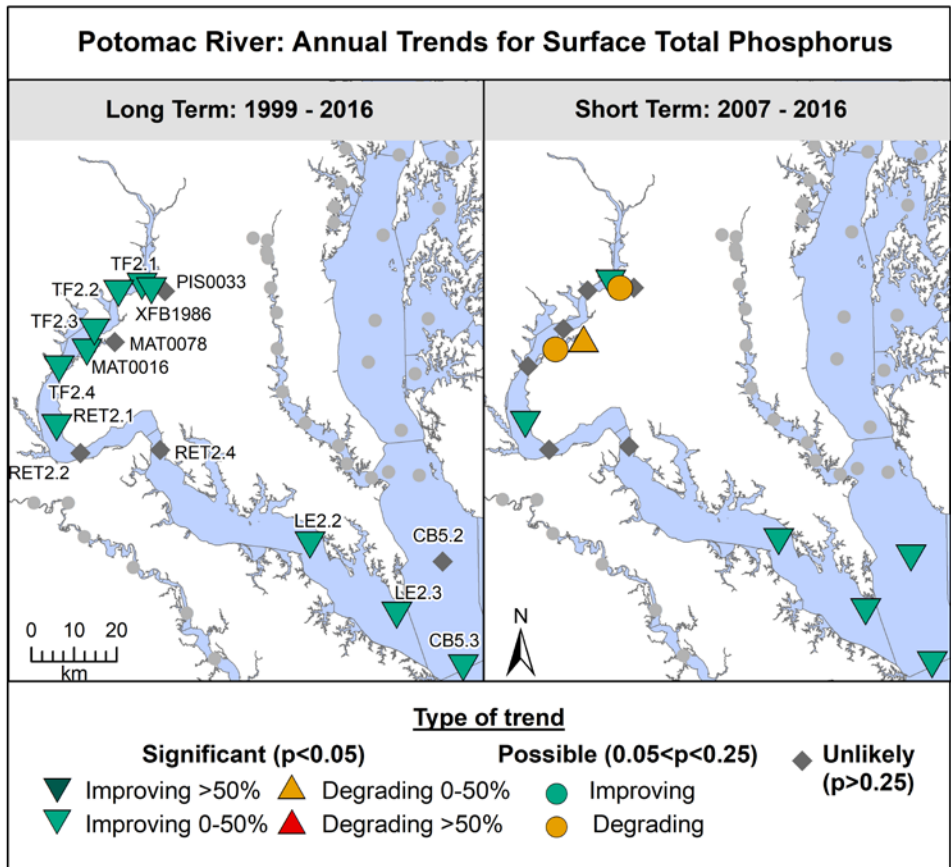 Potomac River: Annual Trends for Surface Total Phosphorus
Long Term: 1999 - 2016
Short Term: 2007 - 2016
TF2.1
TF2.2
PIS0033
XFB1986
TF2.3
MAT0078
MAT0016
TF2.4
RET2.1
RET2.4
RET2.2
LE2.2
CB5.2
LE2.3
CB5.3
0 10 20
km
N
Type of trend
Significant (p<0.05)
Possible (0.05<p<0.25)
Unlikely
(p>0.25)
Improving >50%
Degrading 0-50%
Improving
Improving 0-50%
Degrading >50%
Degrading